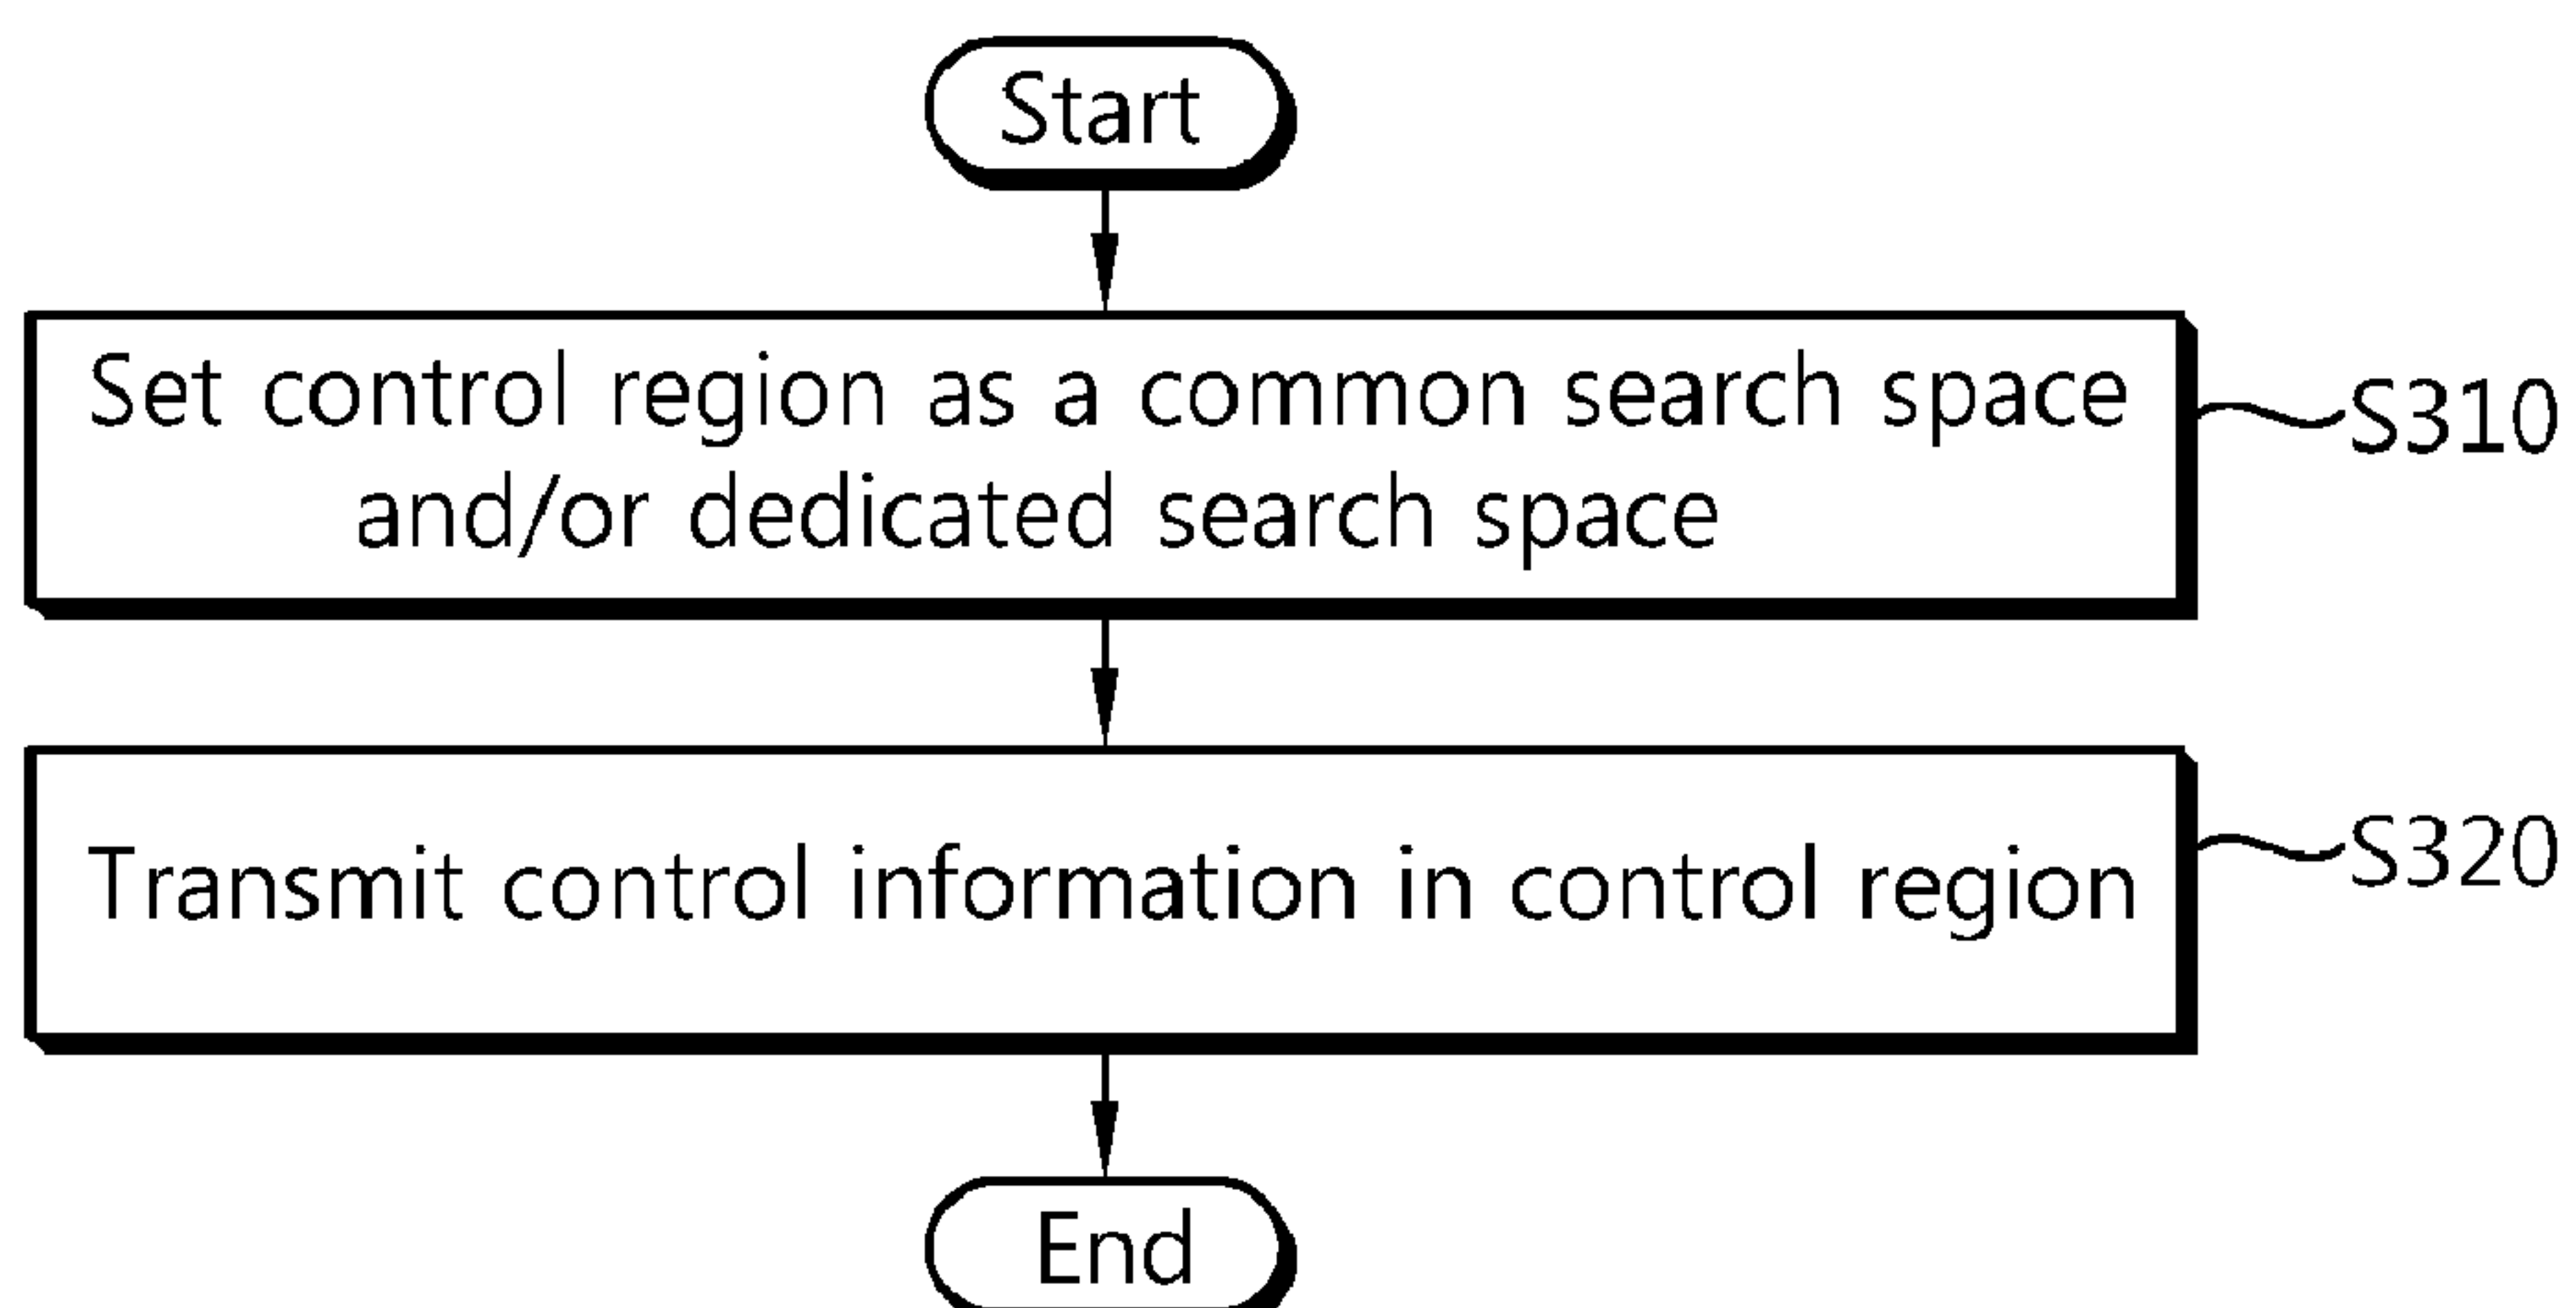 Start
Set control region as a common search space
and/or dedicated search space
S310
Transmit control information in control region
S320
End